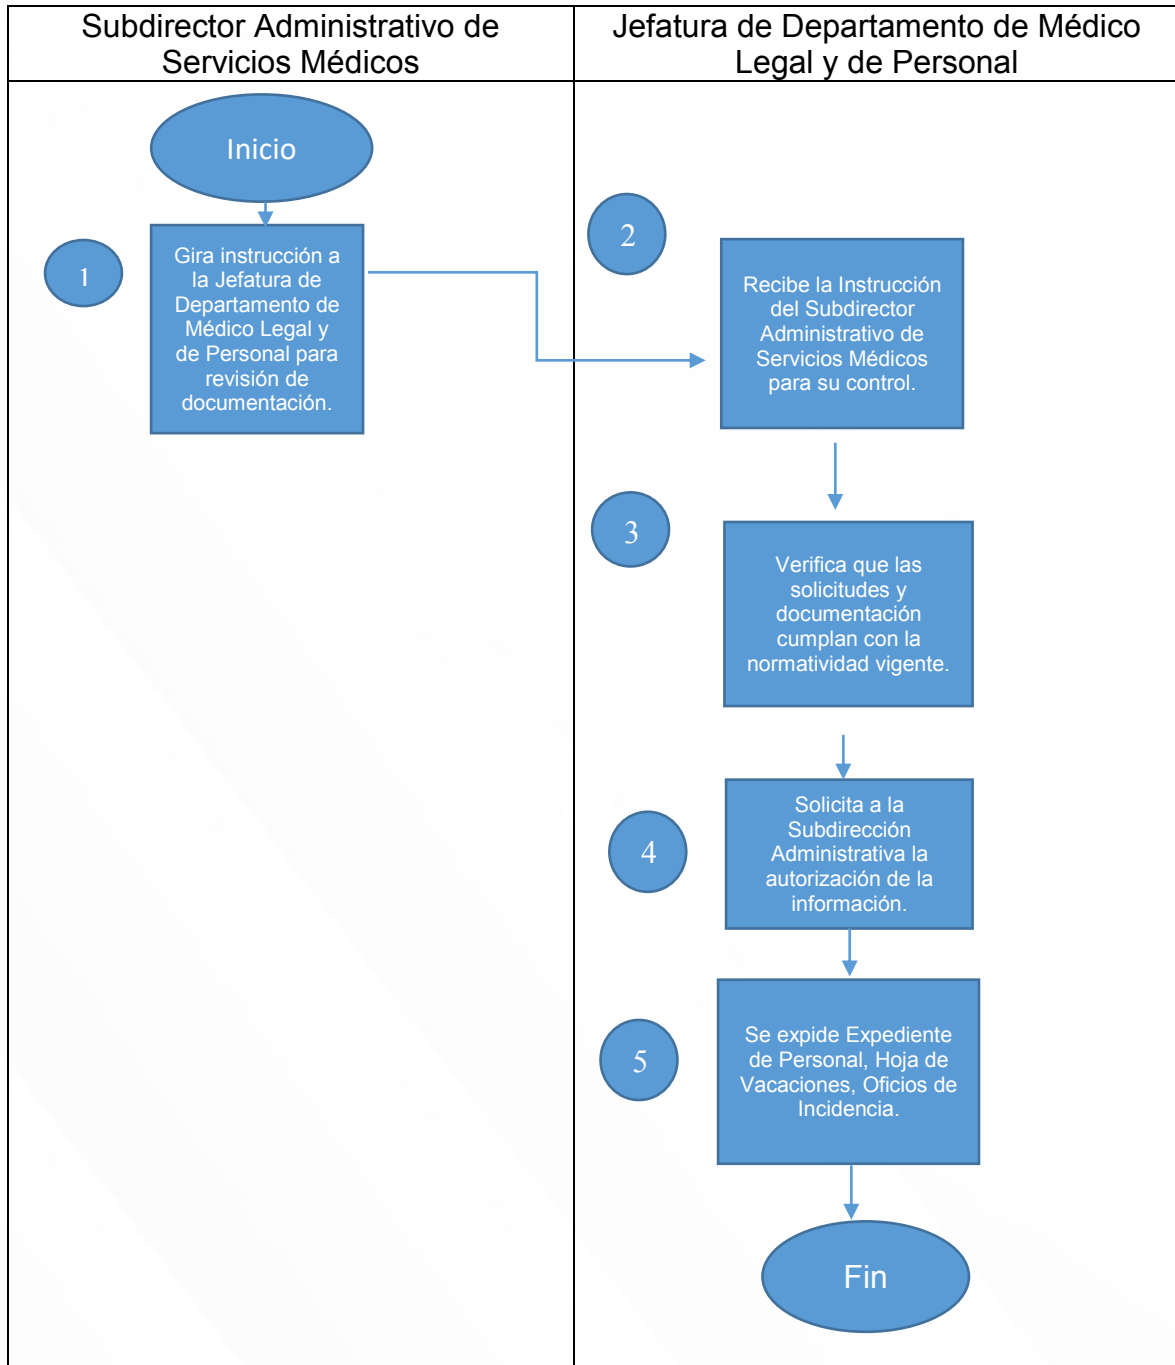 Subdirector Administrativo de
Servicios Médicos
Jefatura de Departamento de Médico
Legal y de Personal
Inicio
1
Gira instrucción a
la Jefatura de
Departamento de
Médico Legal y
de Personal para
revisión de
documentación.
2
Recibe la Instrucción
del Subdirector
Administrativo de
Servicios Médicos
para su control.
3
Verifica que las
solicitudes y
documentación
cumplan con la
normatividad vigente.
4
Solicita a la
Subdirección
Administrativa la
autorización de la
información.
5
Se expide Expediente
de Personal, Hoja de
Vacaciones, Oficios de
Incidencia.
Fin